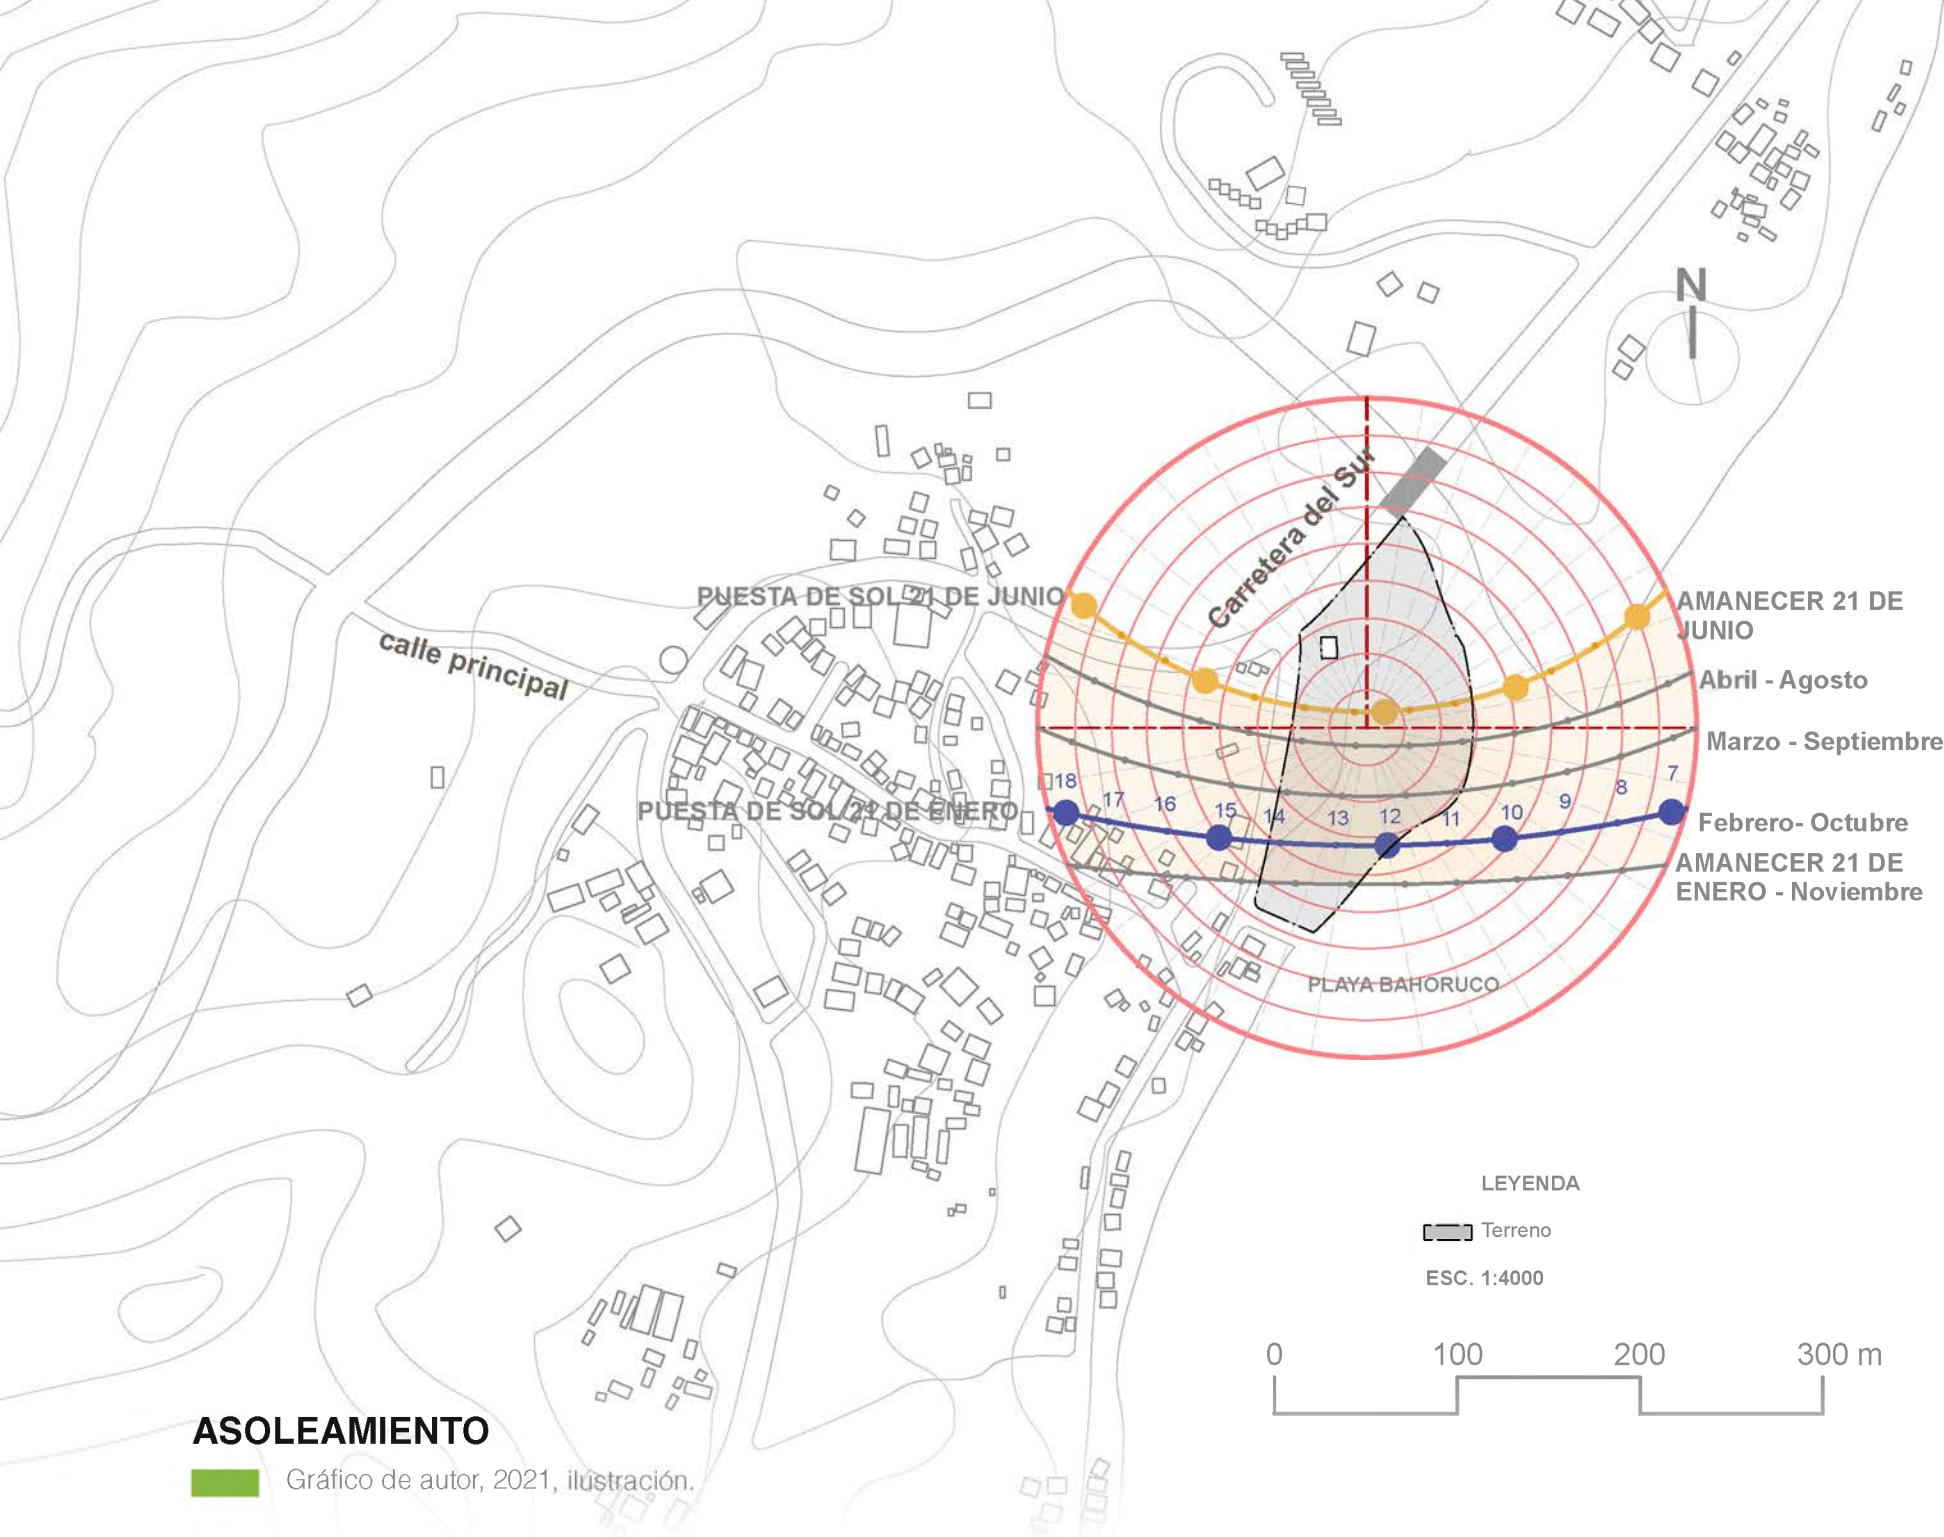 N
Carretera del Sur
PUESTA DE SOL 21 DE JUNIO
AMANECER 21 DE
JUNIO
calle principal
Abril - Agosto
Marzo - Septiembre
18 17 16 15 14 13 12 11 10 9 8 7
PUESTA DE SOL 21 DE ENERO
Febrero- Octubre
AMANECER 21 DE
ENERO - Noviembre
PLAYA BAHORUCO
LEYENDA
Terreno
ESC. 1:4000
0 100 200 300 m
ASOLEAMIENTO
Gráfico de autor, 2021, ilustración.